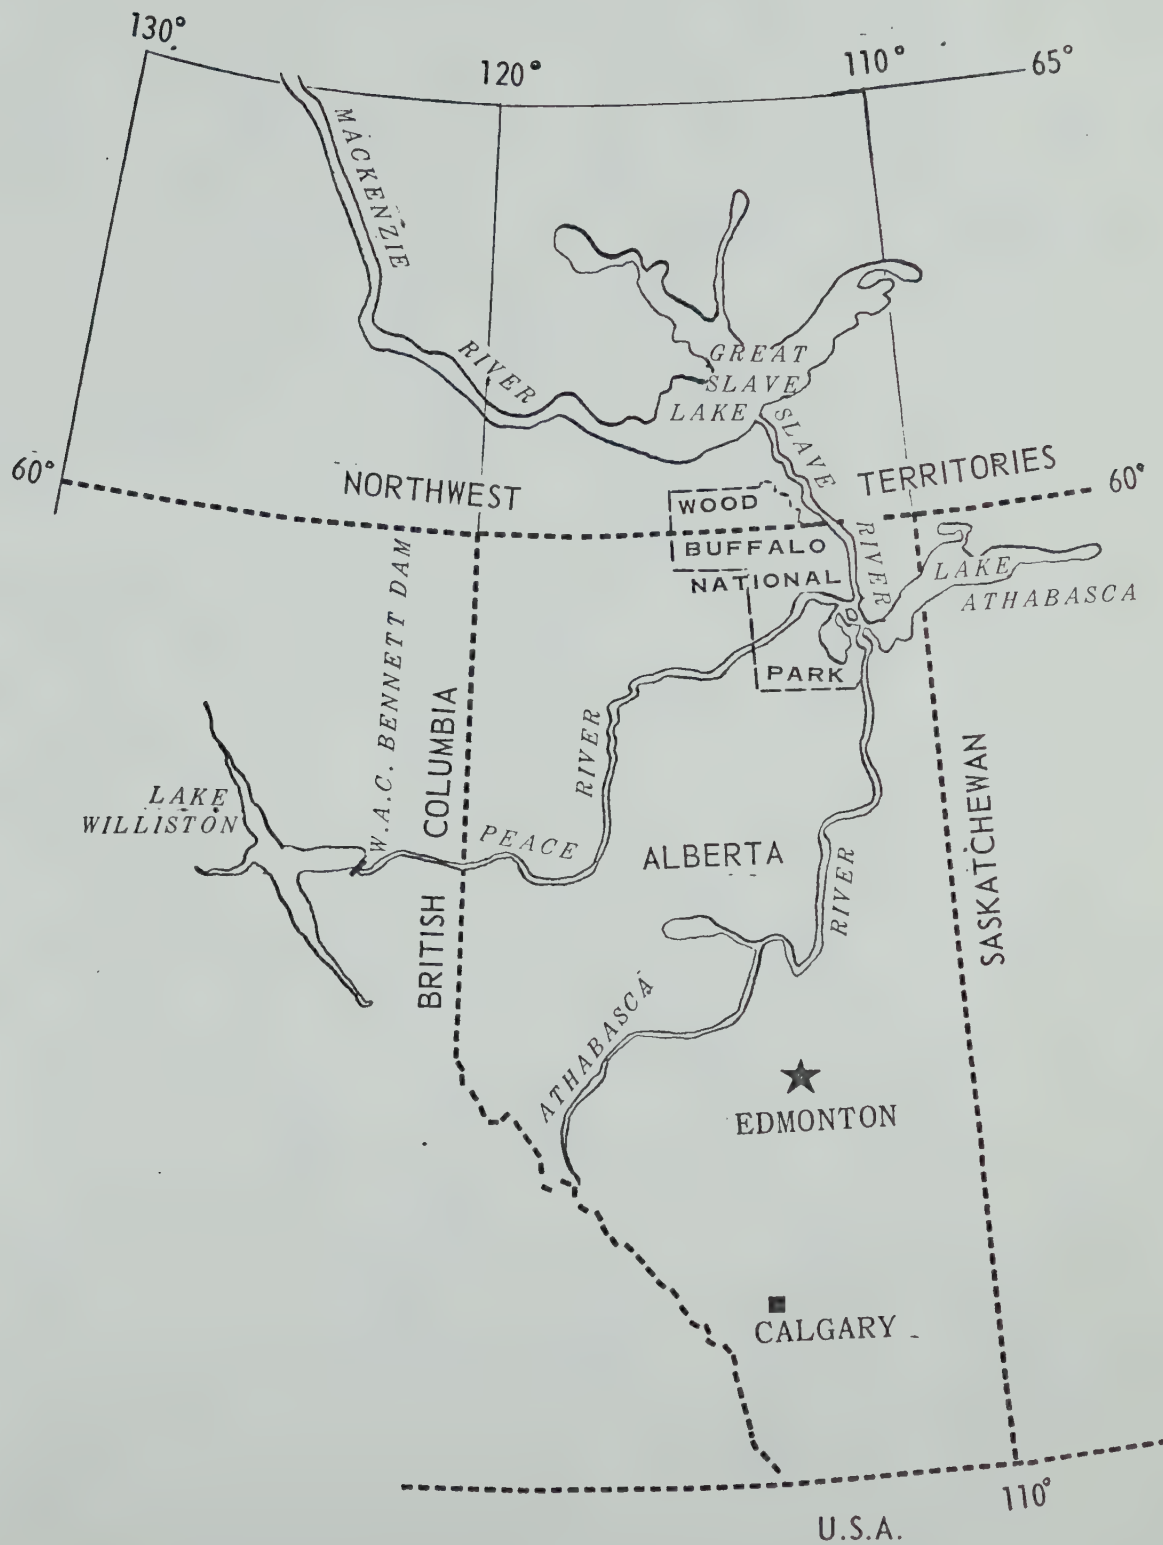 130°
120°
110°
65°
MACKENZIE
RIVER
GREAT
SLAVE
LAKE
SLAVE
RIVER
60°
NORTHWEST
TERRITORIES
60°
WOOD
BUFFALO
NATIONAL
PARK
LAKE
ATHABASCA
W.A.C. BENNETT DAM
BRITISH COLUMBIA
LAKE
WILLISTON
PEACE
RIVER
ALBERTA
SASKATCHEWAN
ATHABASCA
RIVER
EDMONTON
CALGARY
110°
U.S.A.